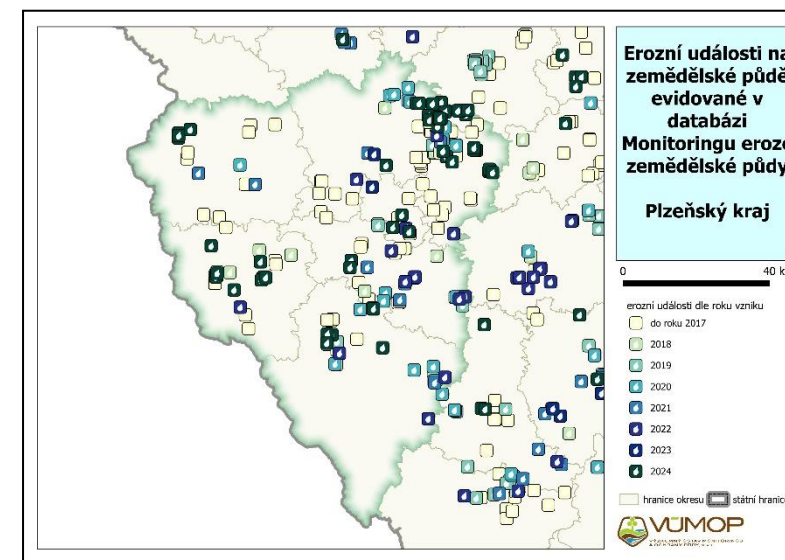 Erozní události na
zemědělské půdě
evidované v
databázi
Monitoringu eroze
zemědělské půdy
Plzeňský kraj
0 40 k
erozní události dle roku vzniku
do roku 2017
2018
2019
2020
2021
2022
2023
2024
hranice okresu státní hranice
VÚMOP